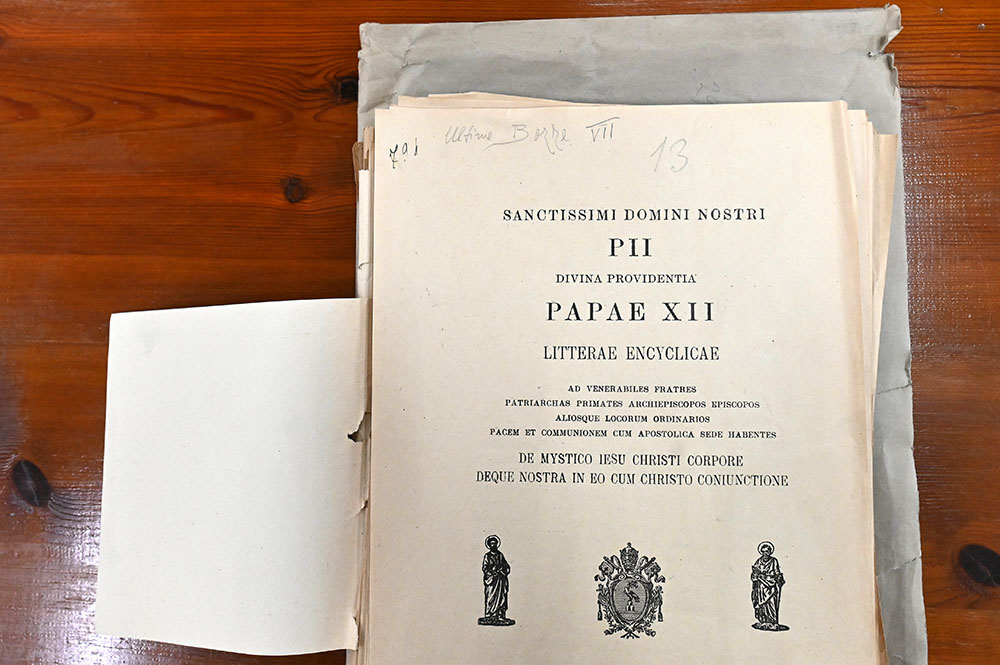 Ultime Bozze VII
791
13
SANCTISSIMI DOMINI NOSTRI
PII
DIVINA PROVIDENTIA
PAPAE XII
LITTERAE ENCYCLICAE
AD VENERABILES FRATRES
PATRIARCHAS PRIMATES ARCHIEPISCOPOS EPISCOPOS
ALIOSQUE LOCORUM ORDINARIOS
PACEM ET COMMUNIONEM CUM APOSTOLICA SEDE HABENTES
DE MYSTICO IESU CHRISTI CORPORE
DEQUE NOSTRA IN EO CUM CHRISTO CONIUNCTIONE